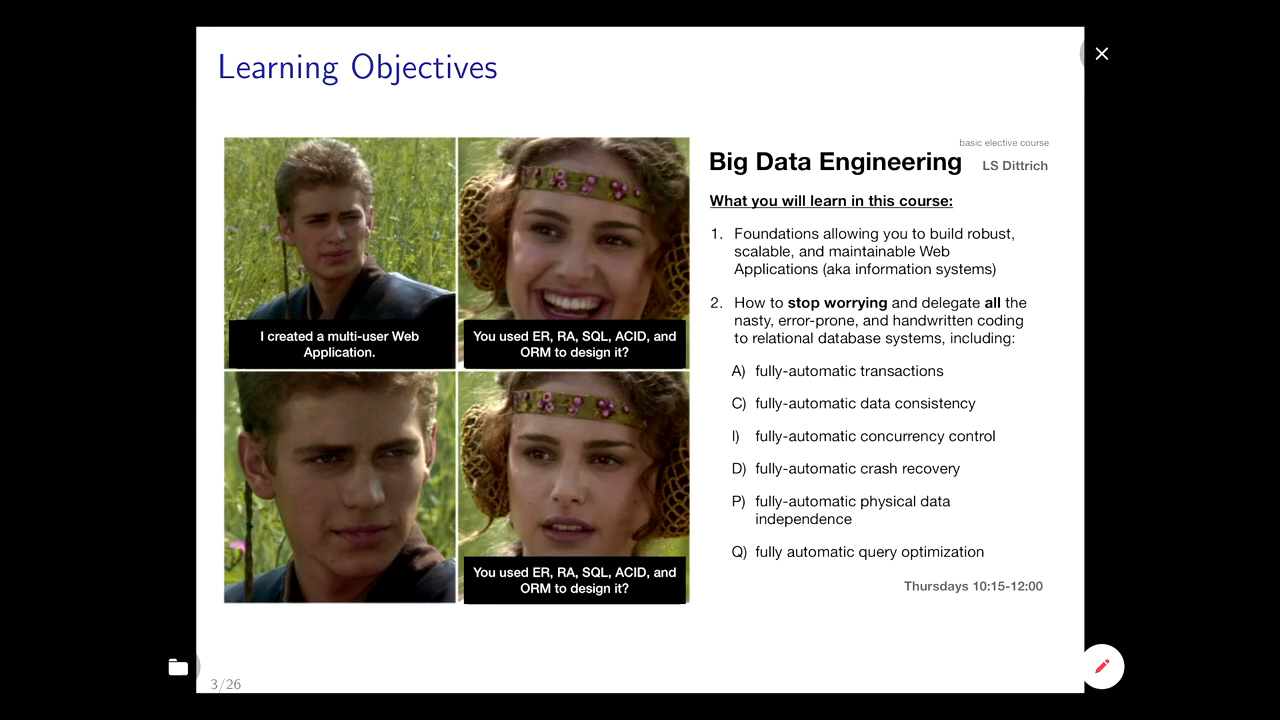 Learning Objectives
I created a multi-user Web
Application.
You used ER, RA, SQL, ACID, and
ORM to design it?
You used ER, RA, SQL, ACID, and
ORM to design it?
basic elective course
Big Data Engineering LS Dittrich
What you will learn in this course:
1. Foundations allowing you to build robust,
scalable, and maintainable Web
Applications (aka information systems)
2. How to stop worrying and delegate all the
nasty, error-prone, and handwritten coding
to relational database systems, including:
A) fully-automatic transactions
C) fully-automatic data consistency
I) fully-automatic concurrency control
D) fully-automatic crash recovery
P) fully-automatic physical data
independence
Q) fully automatic query optimization
Thursdays 10:15-12:00
3/26